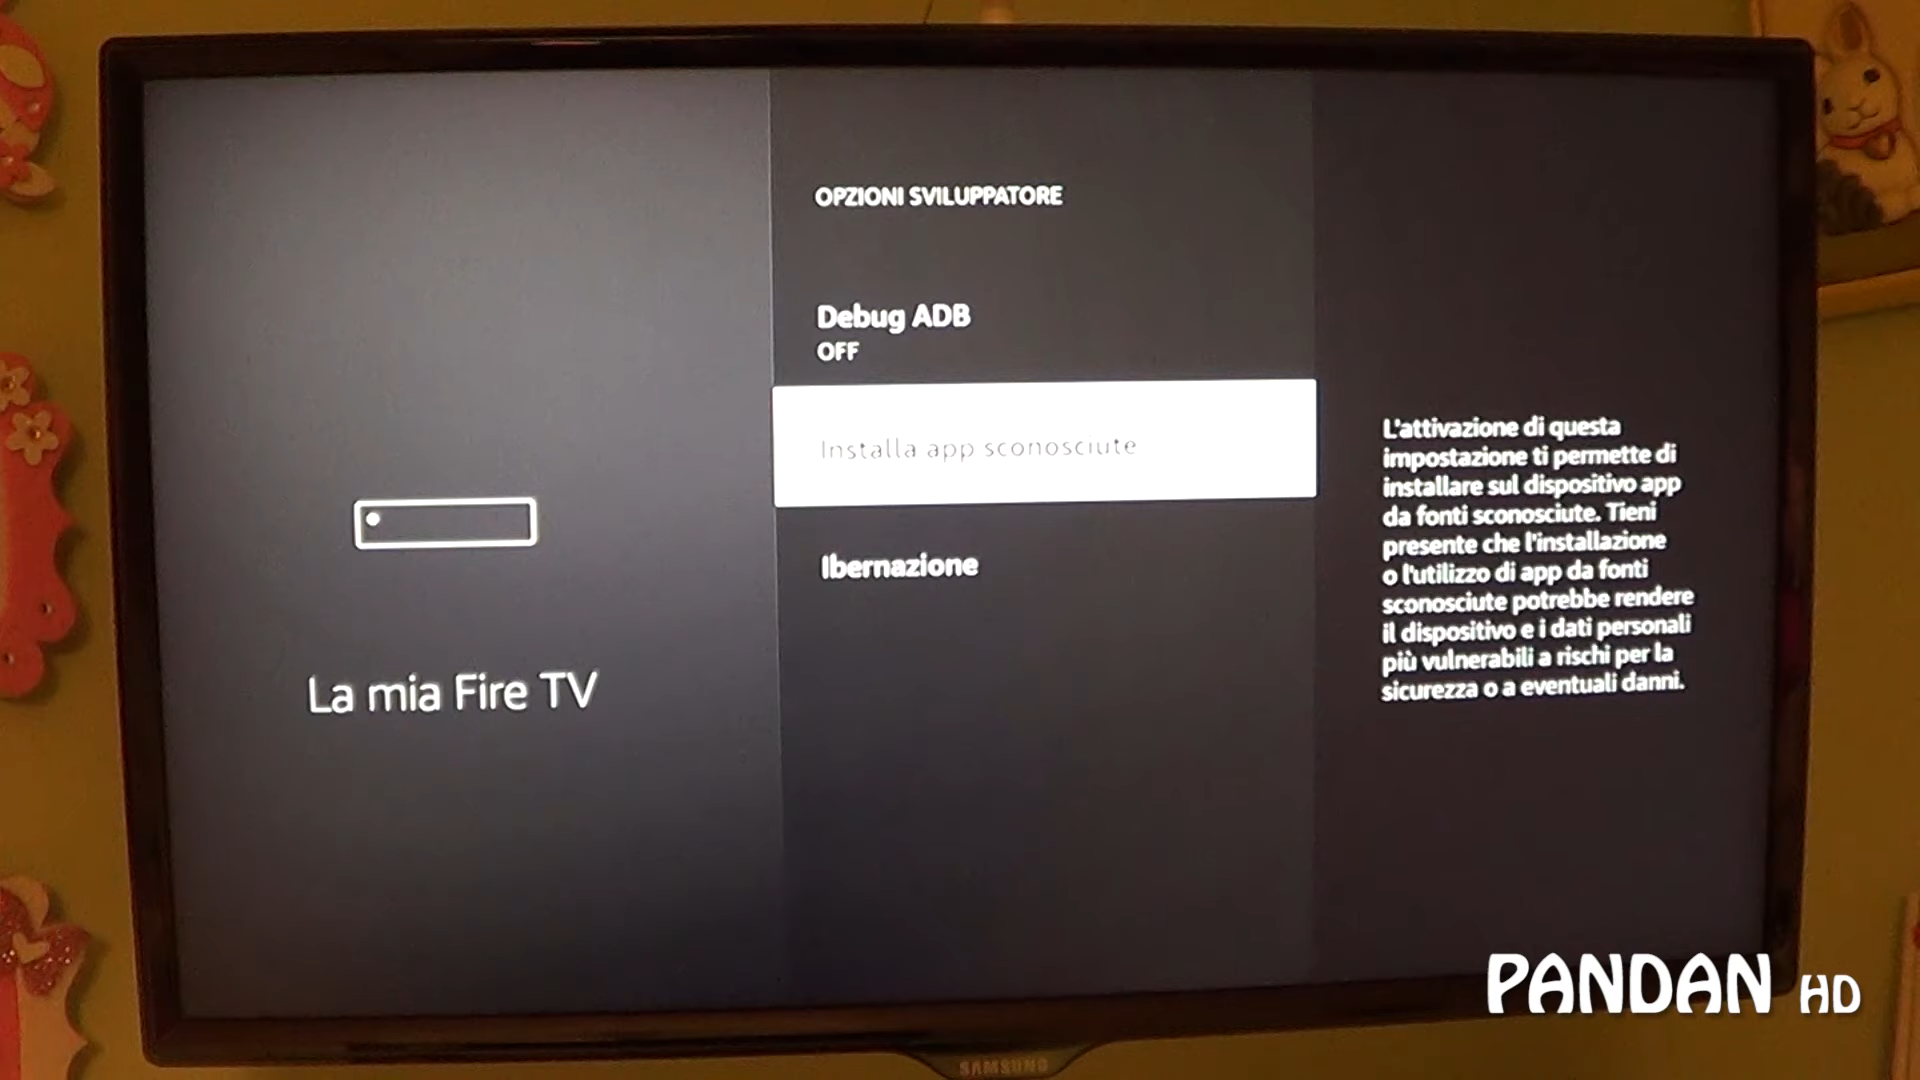 OPZIONI SVILUPPATORE
Debug ADB
OFF
Installa app sconosciute
Ibernazione
La mia Fire TV
L'attivazione di questa
impostazione ti permette di
installare sul dispositivo app
da fonti sconosciute. Tieni
presente che l'installazione
o l'utilizzo di app da fonti
sconosciute potrebbe rendere
il dispositivo e i dati personali
più vulnerabili a rischi per la
sicurezza o a eventuali danni.
PANDAN HD
SAMSUNG